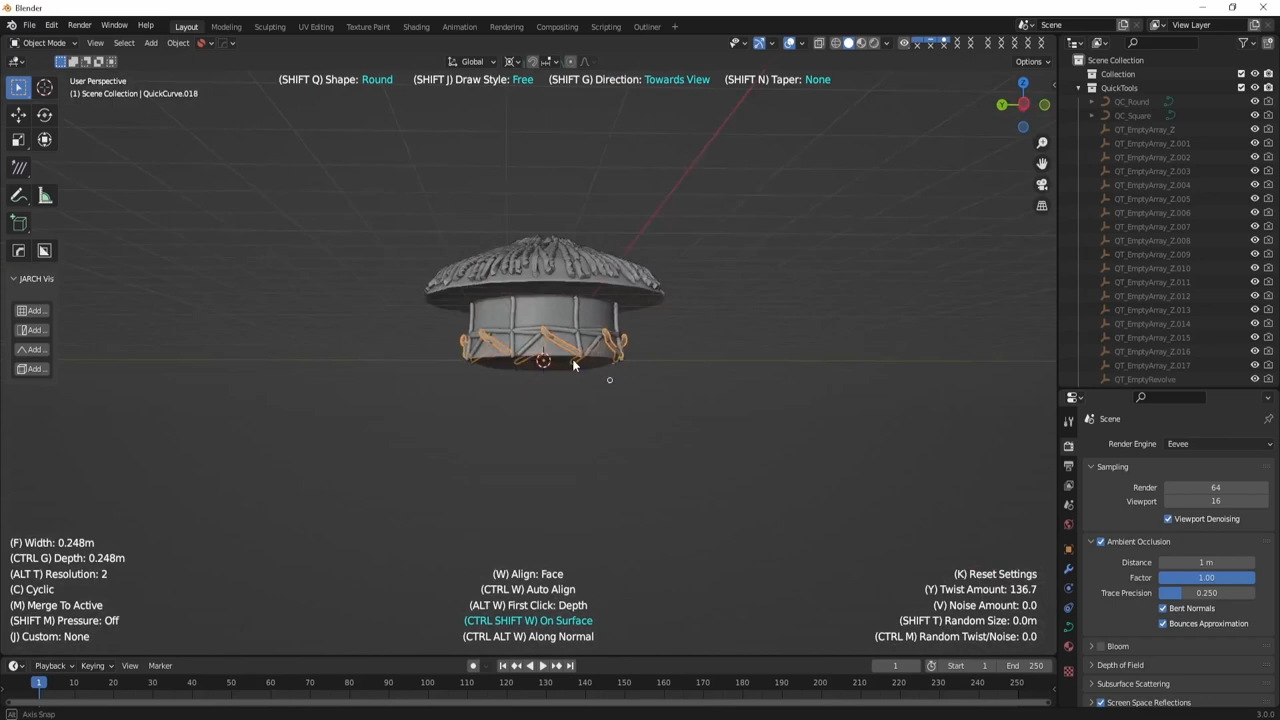 Blender
File Edit Render Window Help
Layout Modeling Sculpting UV Editing Texture Paint Shading Animation Rendering Compositing Scripting Outliner +
Scene View Layer
Object Mode View Select Add Object
Global
Options
User Perspective
(1) Scene Collection | QuickCurve.018
(SHIFT Q) Shape: Round (SHIFT J) Draw Style: Free (SHIFT G) Direction: Towards View (SHIFT N) Taper: None
Z
Y
JARCH Vis
Add ...
Add ...
Add ...
Add ...
(F) Width: 0.248m
(CTRL G) Depth: 0.248m
(ALT T) Resolution: 2
(C) Cyclic
(M) Merge To Active
(SHIFT M) Pressure: Off
(J) Custom: None
(W) Align: Face
(CTRL W) Auto Align
(ALT W) First Click: Depth
(CTRL SHIFT W) On Surface
(CTRL ALT W) Along Normal
(K) Reset Settings
(Y) Twist Amount: 136.7
(V) Noise Amount: 0.0
(SHIFT T) Random Size: 0.0m
(CTRL M) Random Twist/Noise: 0.0
Scene Collection
Collection
QuickTools
QC_Round
QC_Square
QT_EmptyArray_Z
QT_EmptyArray_Z.001
QT_EmptyArray_Z.002
QT_EmptyArray_Z.003
QT_EmptyArray_Z.004
QT_EmptyArray_Z.005
QT_EmptyArray_Z.006
QT_EmptyArray_Z.007
QT_EmptyArray_Z.008
QT_EmptyArray_Z.009
QT_EmptyArray_Z.010
QT_EmptyArray_Z.011
QT_EmptyArray_Z.012
QT_EmptyArray_Z.013
QT_EmptyArray_Z.014
QT_EmptyArray_Z.015
QT_EmptyArray_Z.016
QT_EmptyArray_Z.017
QT_EmptyRevolve
Scene
Render Engine Eevee
Sampling
Render 64
Viewport 16
Viewport Denoising
Ambient Occlusion
Distance 1 m
Factor 1.00
Trace Precision 0.250
Bent Normals
Bounces Approximation
Bloom
Depth of Field
Subsurface Scattering
Screen Space Reflections
Playback Keying View Marker
1 Start 1 End 250
1 10 20 30 40 50 60 70 80 90 100 110 120 130 140 150 160 170 180 190 200 210 220 230 240 250
Alt Axis Snap 3.0.0